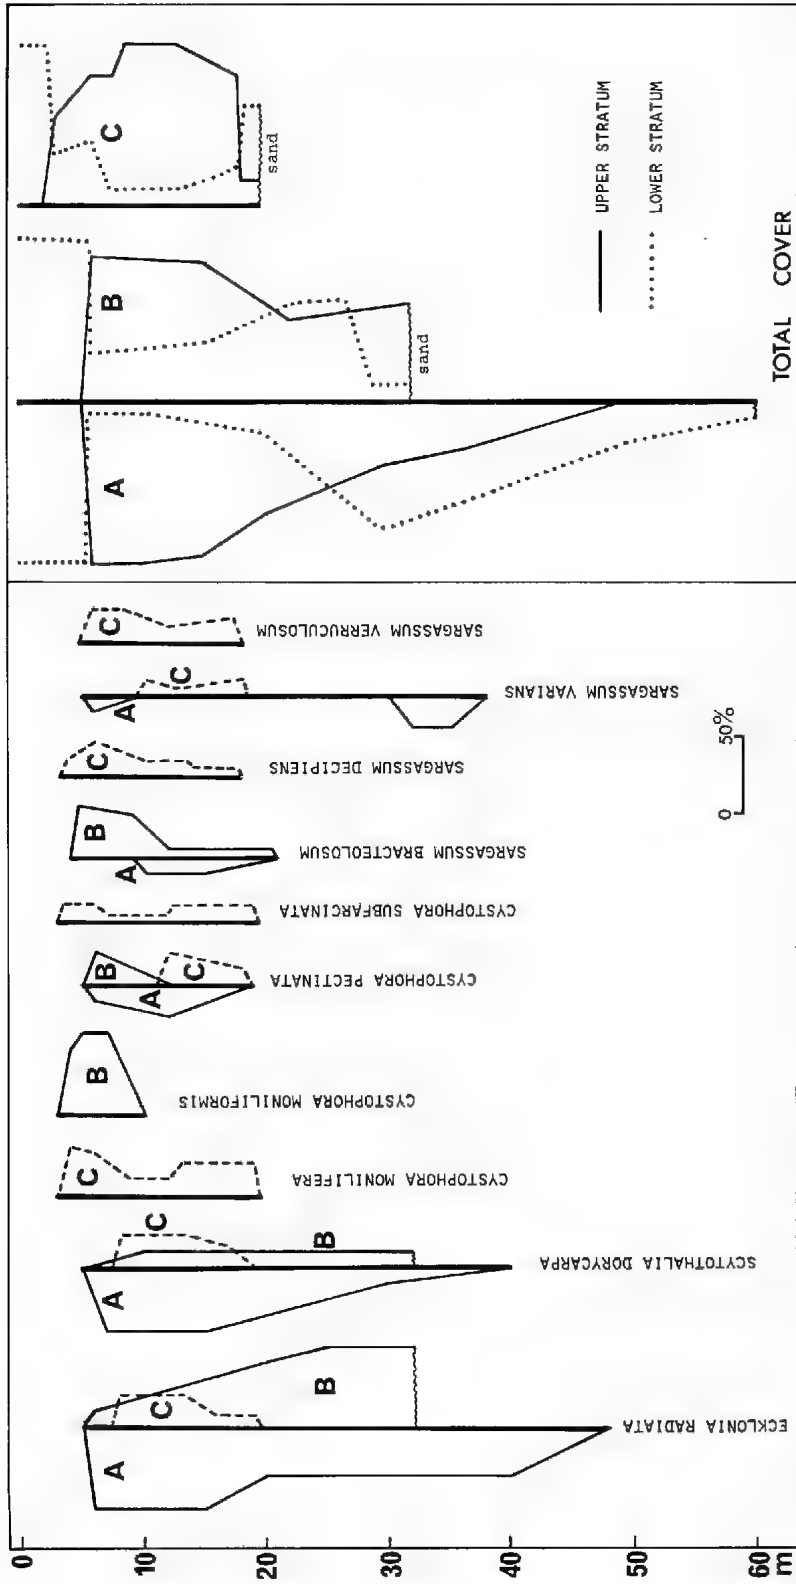 0
10
20
30
40
50
60
m
A
B
C
ECKLONIA RADIATA
A
B
C
SCYTOTHALIA DORYCARPA
C
CYSTOPHORA MONILIFERA
B
CYSTOPHORA MONILIFORMIS
A
B
C
CYSTOPHORA PECTINATA
CYSTOPHORA SUBFARCINATA
A
B
SARGASSUM BRACTEOLOSUM
C
SARGASSUM DECIPIENS
A
C
SARGASSUM VARIANS
C
SARGASSUM VERRUCULOSUM
0 50%
A
B
sand
C
sand
UPPER STRATUM
LOWER STRATUM
TOTAL COVER